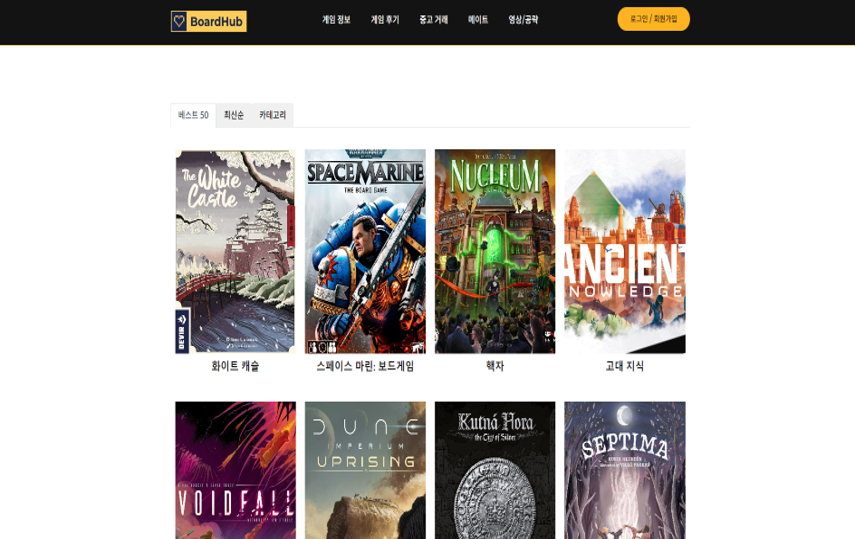 BoardHub
게임 정보
게임 후기
중고 거래
메이트
영상/공략
로그인 / 회원가입
베스트 50
최신순
카테고리
The White Castle
DEVIR
SPACE MARINE
THE BOARD GAME
NUCLEUM
ANCIENT
KNOWLEDGE
화이트 캐슬
스페이스 마린: 보드게임
핵자
고대 지식
VOIDFALL
DUNE
IMPERIUM
UPRISING
Kutná Hora
the City of Silver
SEPTIMA